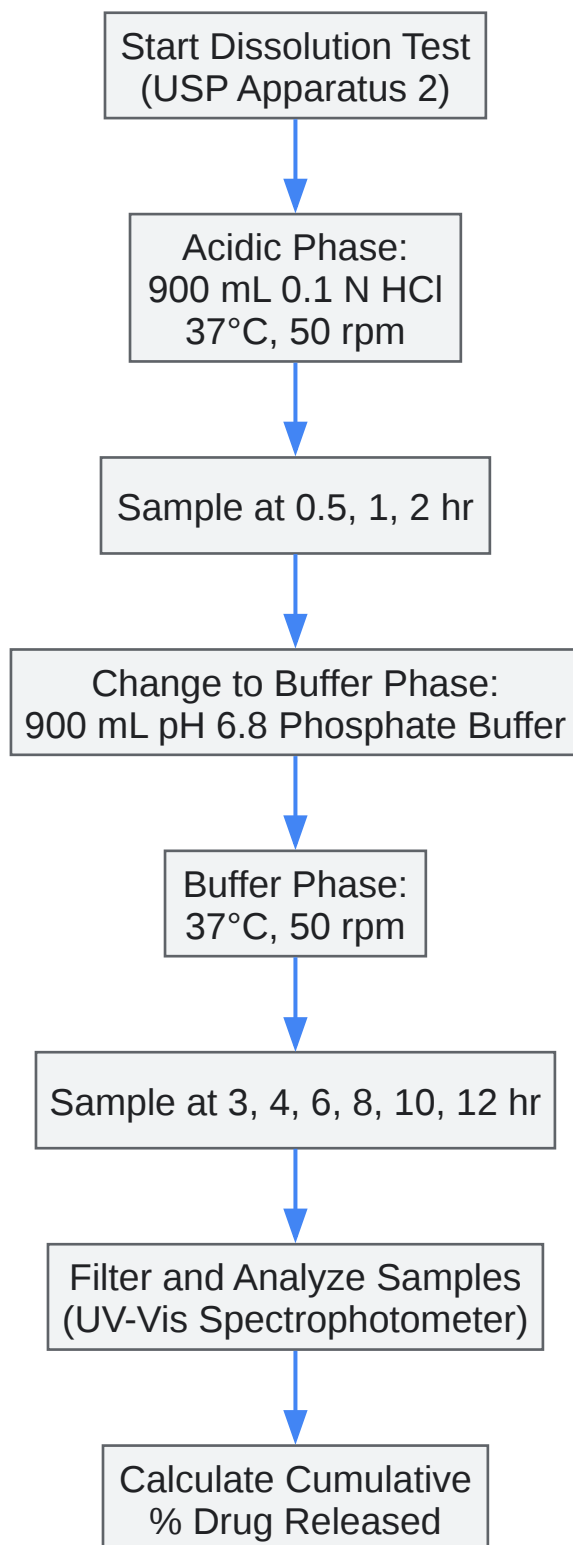 Start Dissolution Test
(USP Apparatus 2)
Acidic Phase:
900 mL 0.1 N HCl
37°C, 50 rpm
Sample at 0.5, 1, 2 hr
Change to Buffer Phase:
900 mL pH 6.8 Phosphate Buffer
Buffer Phase:
37°C, 50 rpm
Sample at 3, 4, 6, 8, 10, 12 hr
Filter and Analyze Samples
(UV-Vis Spectrophotometer)
Calculate Cumulative
% Drug Released